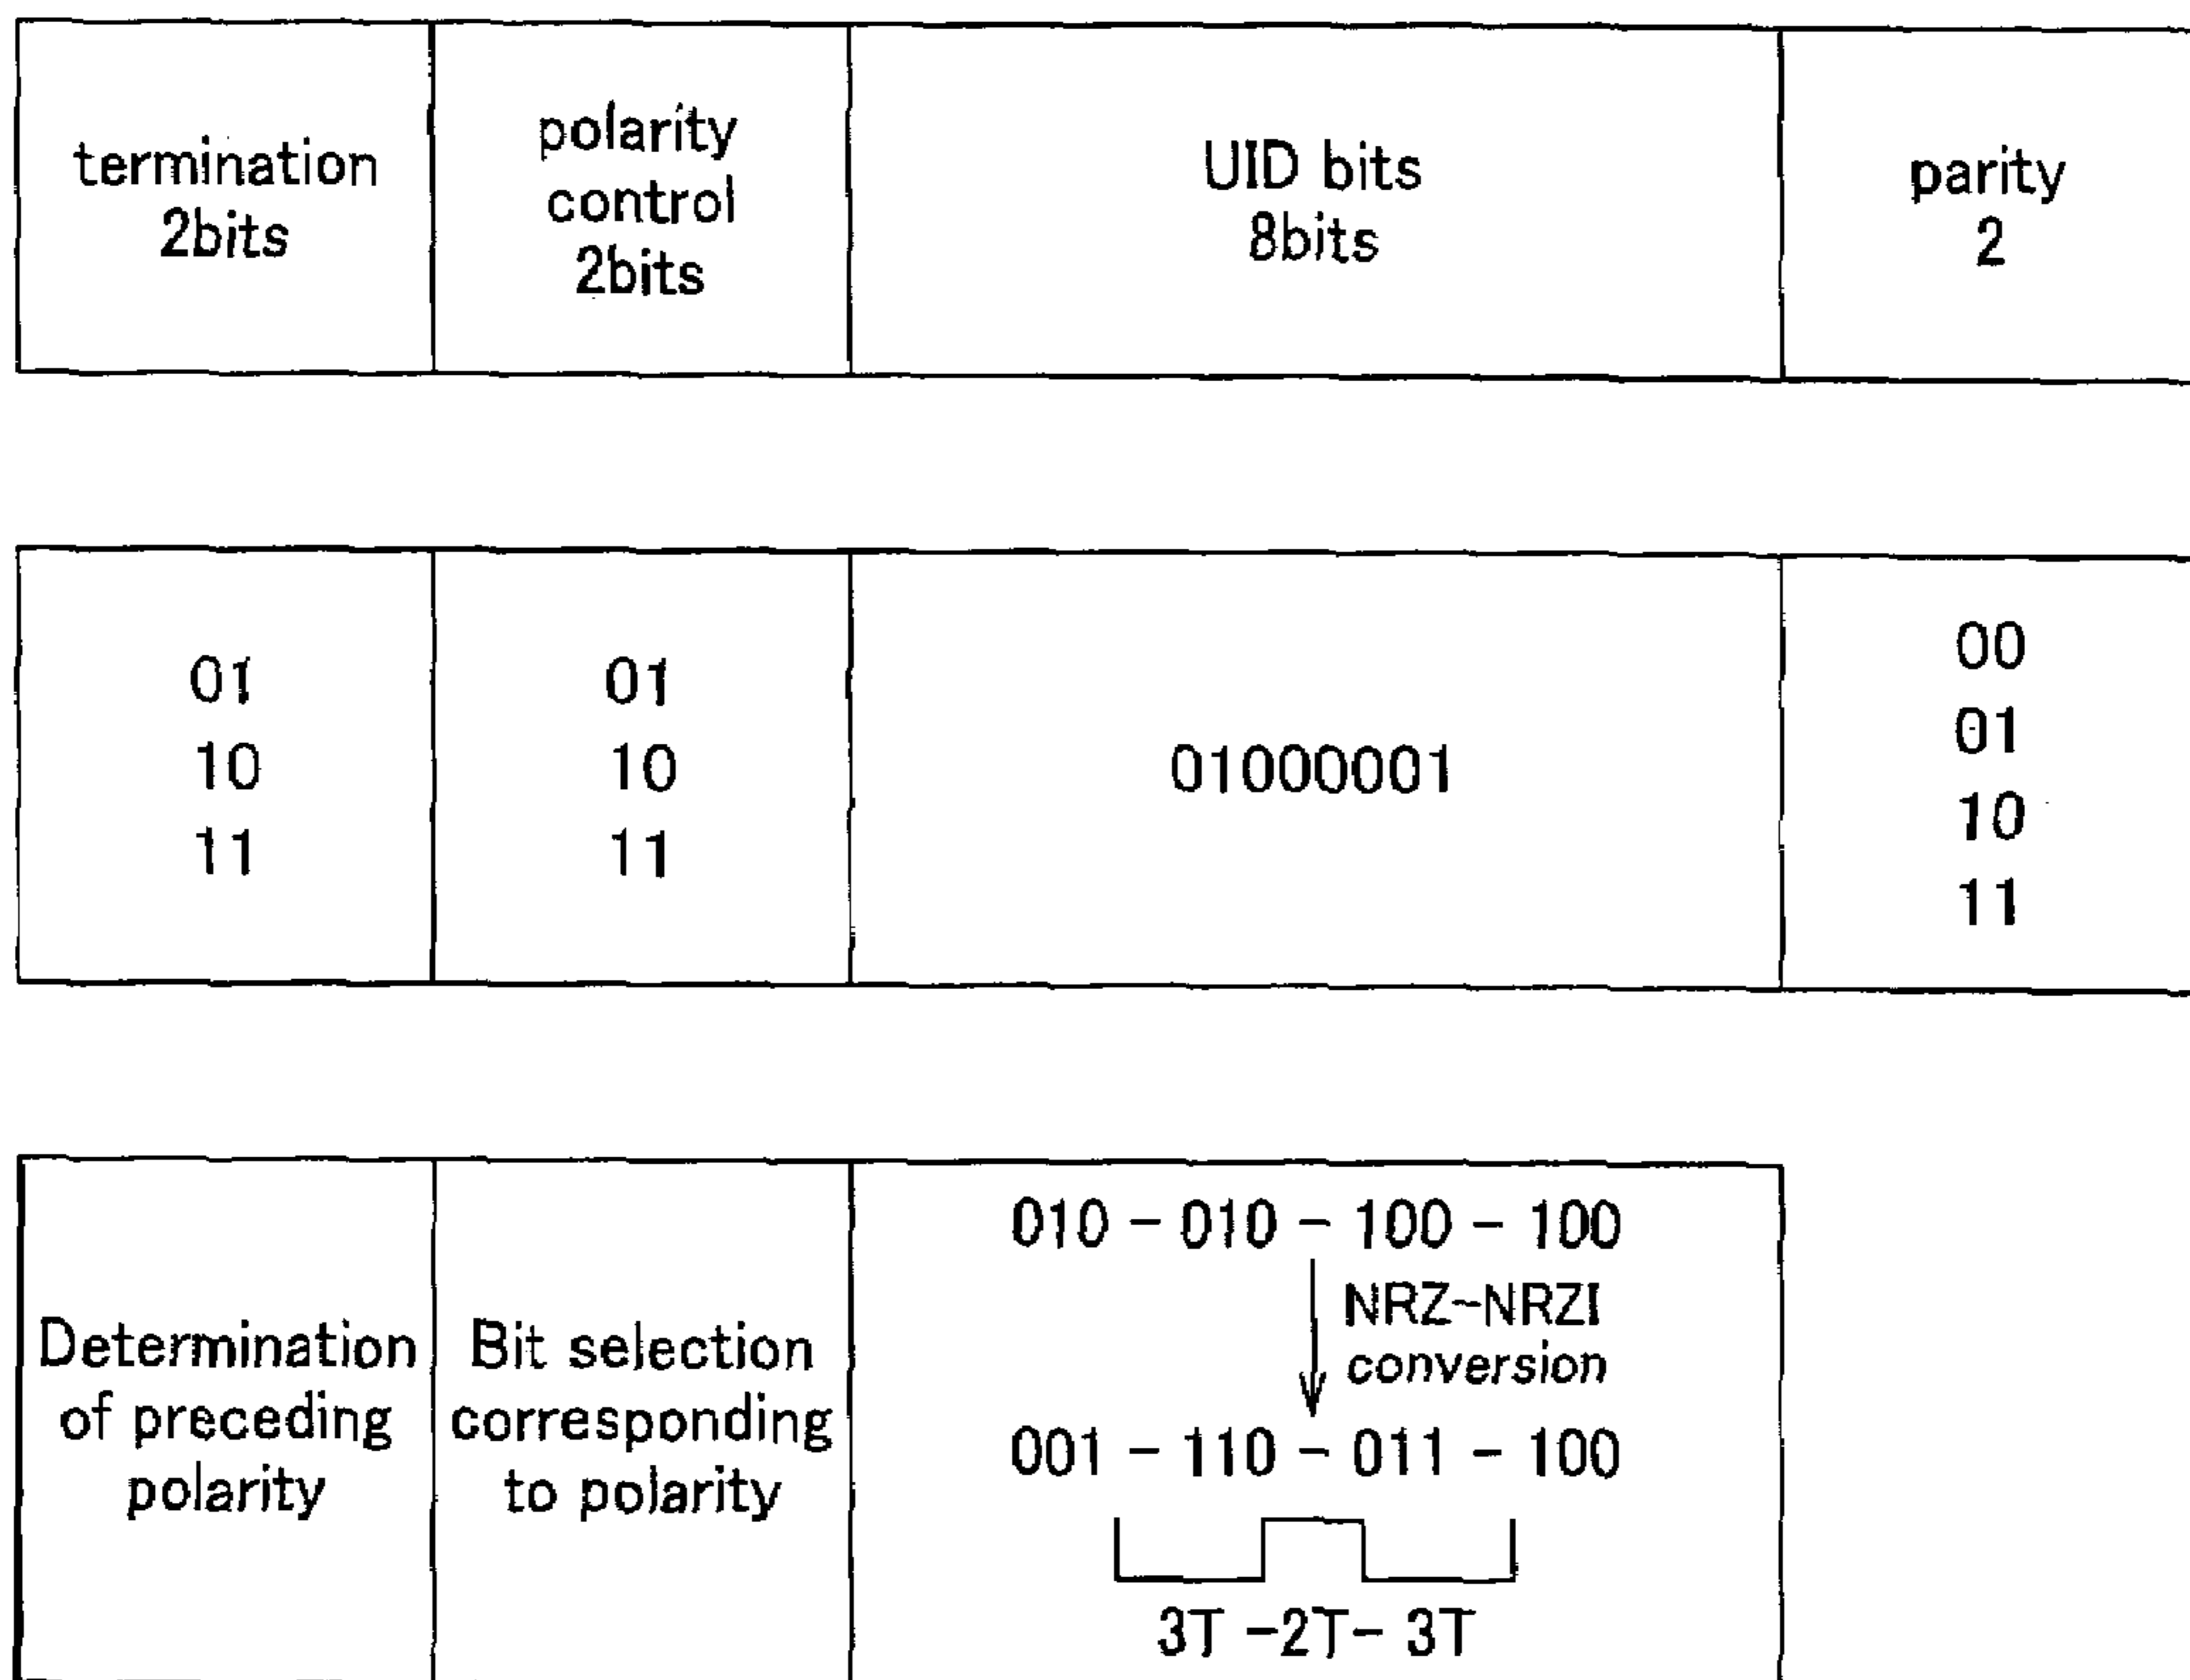 termination
2bits
polarity
control
2bits
UID bits
8bits
parity
2
01
10
11
01
10
11
01000001
00
01
10
11
Determination
of preceding
polarity
Bit selection
corresponding
to polarity
010 - 010 - 100 - 100
NRZ-NRZI
conversion
001 - 110 - 011 - 100
3T -2T- 3T